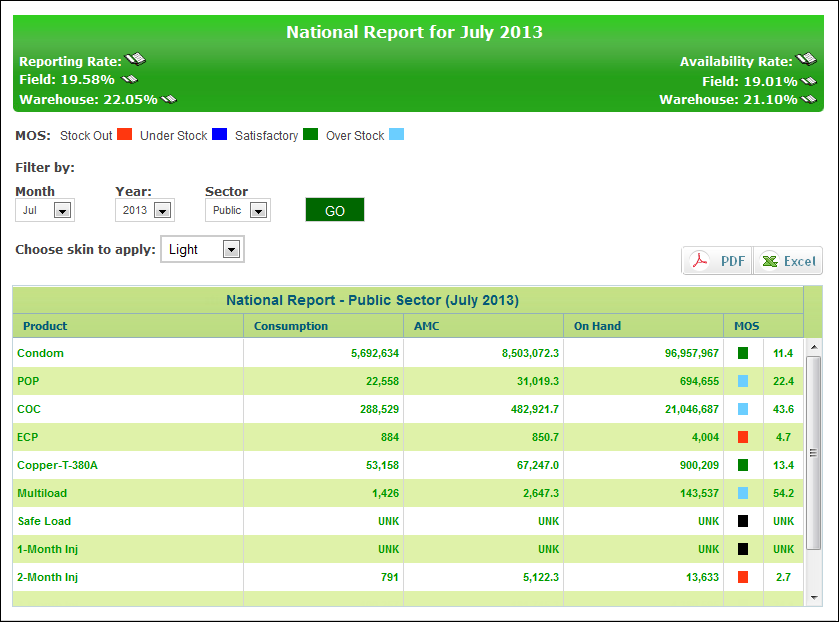 National Report for July 2013
Reporting Rate:
Availability Rate:
Field: 19.58%
Field: 19.01%
Warehouse: 22.05%
Warehouse: 21.10%
MOS: Stock Out Under Stock Satisfactory Over Stock
Filter by:
Month Year: Sector
Jul 2013 Public GO
Choose skin to apply: Light
PDF Excel
National Report - Public Sector (July 2013)
Product Consumption AMC On Hand MOS
Condom 5,692,634 8,503,072.3 96,957,967 11.4
POP 22,558 31,019.3 694,655 22.4
COC 288,529 482,921.7 21,046,687 43.6
ECP 884 850.7 4,004 4.7
Copper-T-380A 53,158 67,247.0 900,209 13.4
Multiload 1,426 2,647.3 143,537 54.2
Safe Load UNK UNK UNK UNK
1-Month Inj UNK UNK UNK UNK
2-Month Inj 791 5,122.3 13,633 2.7